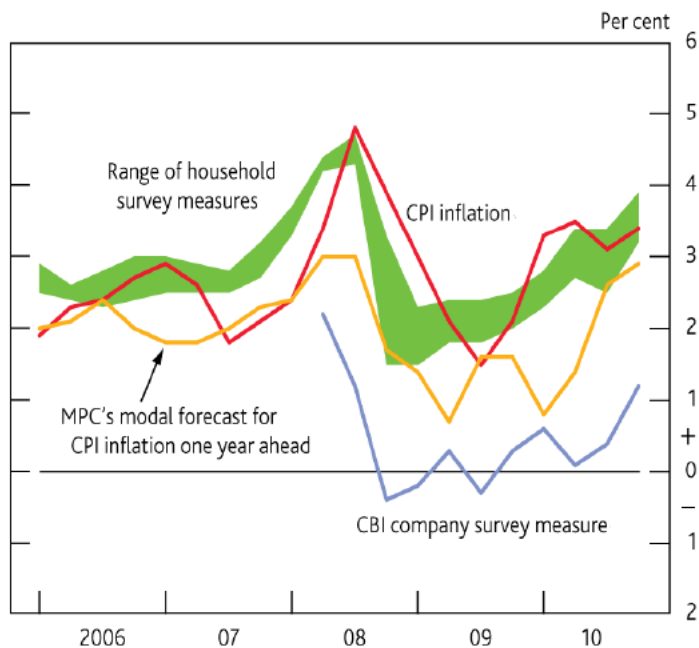 Per cent
6
5
Range of household
survey measures
4
CPI inflation
3
2
MPC's modal forecast for
CPI inflation one year ahead
1
+
0
–
CBI company survey measure
1
2
2006 07 08 09 10